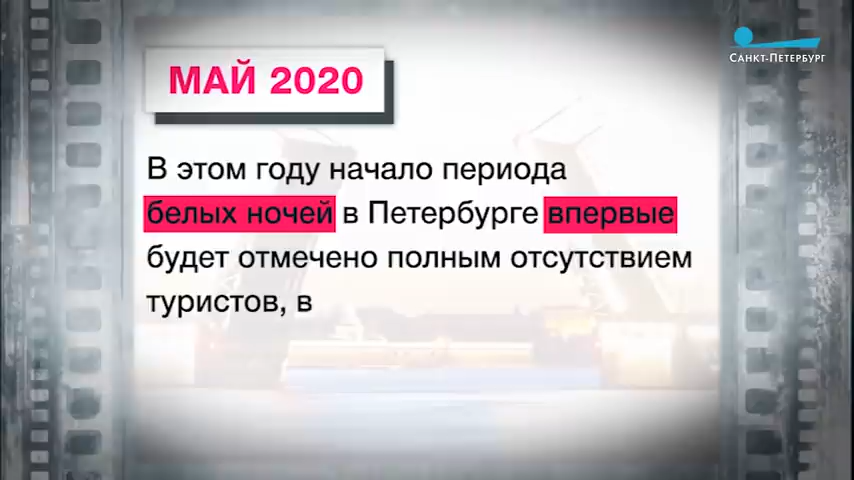 Санкт-Петербург
МАЙ 2020
В этом году начало периода
белых ночей в Петербурге впервые
будет отмечено полным отсутствием
туристов, в